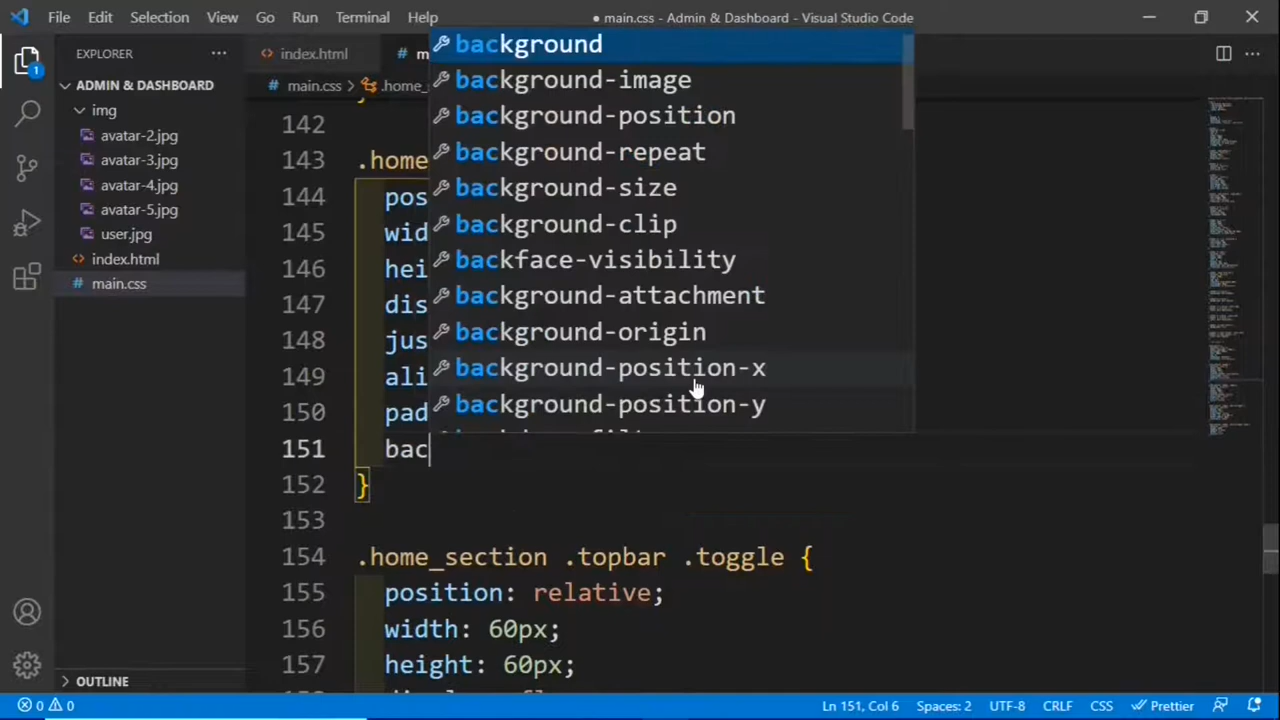 File Edit Selection View Go Run Terminal Help
● main.css - Admin & Dashboard - Visual Studio Code
EXPLORER
1
ADMIN & DASHBOARD
img
avatar-2.jpg
avatar-3.jpg
avatar-4.jpg
avatar-5.jpg
user.jpg
index.html
main.css
OUTLINE
index.html
main.css > .home_
142
143 .home
144 pos
145 wid
146 hei
147 dis
148 jus
149 ali
150 pad
151 bac
152 }
153
154 .home_section .topbar .toggle {
155 position: relative;
156 width: 60px;
157 height: 60px;
background
background-image
background-position
background-repeat
background-size
background-clip
backface-visibility
background-attachment
background-origin
background-position-x
background-position-y
0 0
Ln 151, Col 6 Spaces: 2 UTF-8 CRLF CSS Prettier